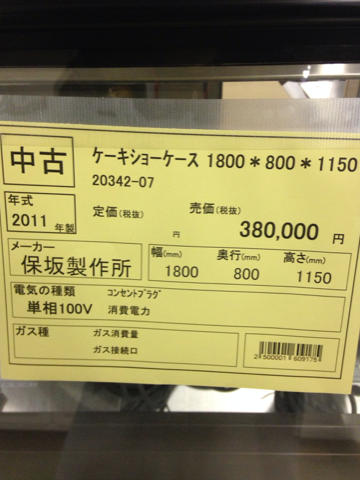 中古 ケーキショーケース 1800*800*1150
20342-07
年式 2011 年製
定価(税抜) 円 売価(税抜) 380,000 円
メーカー 保坂製作所
幅(mm) 奥行(mm) 高さ(mm)
1800 800 1150
電気の種類 コンセントプラグ
単相100V 消費電力
ガス種 ガス消費量
ガス接続口
2 500001 609175